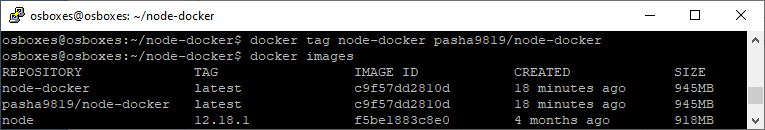 osboxes@osboxes: ~/node-docker
osboxes@osboxes:~/node-docker$ docker tag node-docker pasha9819/node-docker
osboxes@osboxes:~/node-docker$ docker images
REPOSITORY TAG IMAGE ID CREATED SIZE
node-docker latest c9f57dd2810d 18 minutes ago 945MB
pasha9819/node-docker latest c9f57dd2810d 18 minutes ago 945MB
node 12.18.1 f5be1883c8e0 4 months ago 918MB